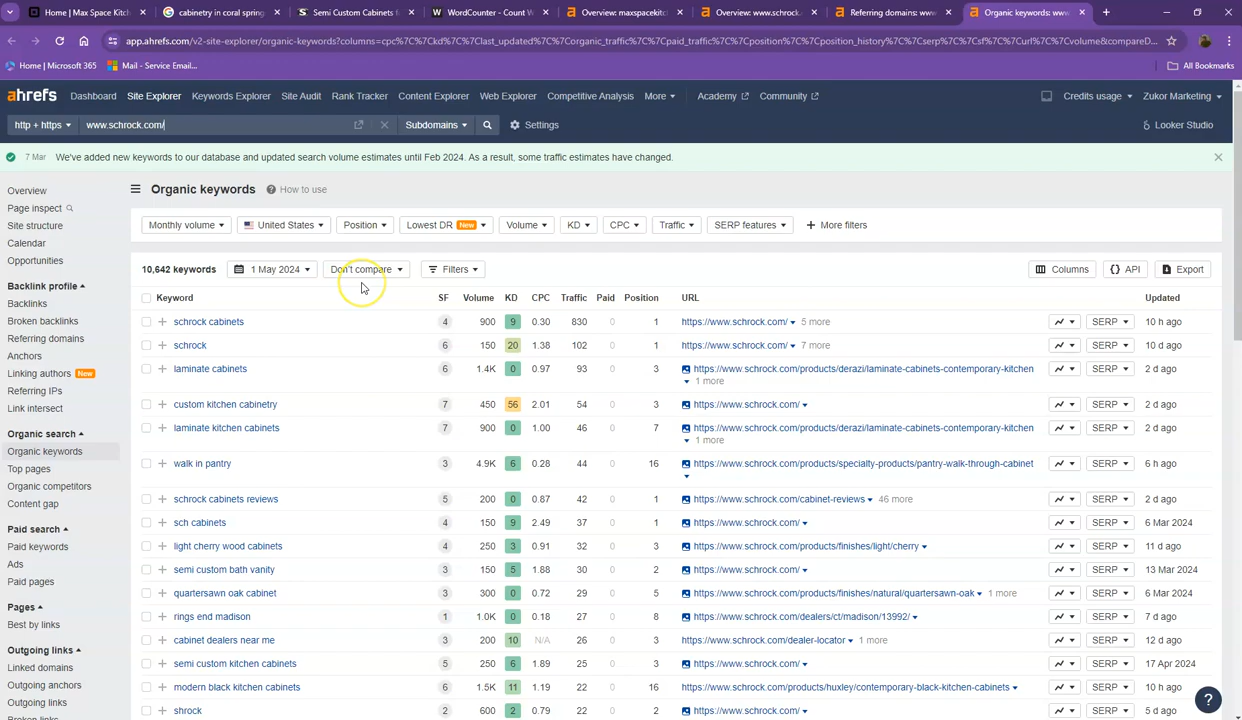 Home | Max Space Kitch
cabinetry in coral spring
Semi Custom Cabinets f
WordCounter - Count W
Overview: maxspacekitc
Overview: www.schrock.
Referring domains: www
Organic keywords: www
app.ahrefs.com/v2-site-explorer/organic-keywords?columns=cpc%7C%7Ckd%7C%7Clast_updated%7C%7Corganic_traffic%7C%7Cpaid_traffic%7C%7Cposition%7C%7Cposition_history%7C%7Cserp%7C%7Csf%7C%7Curl%7C%7Cvolume&compareD...
Home | Microsoft 365 Mail - Service Email... All Bookmarks
ahrefs Dashboard Site Explorer Keywords Explorer Site Audit Rank Tracker Content Explorer Web Explorer Competitive Analysis More Academy Community Credits usage Zukor Marketing
http + https www.schrock.com/ Subdomains Settings Looker Studio
7 Mar We've added new keywords to our database and updated search volume estimates until Feb 2024. As a result, some traffic estimates have changed.
Overview
Page inspect
Site structure
Calendar
Opportunities
Backlink profile
Backlinks
Broken backlinks
Referring domains
Anchors
Linking authors New
Referring IPs
Link intersect
Organic search
Organic keywords
Top pages
Organic competitors
Content gap
Paid search
Paid keywords
Ads
Paid pages
Pages
Best by links
Outgoing links
Linked domains
Outgoing anchors
Outgoing links
Organic keywords ? How to use
Monthly volume United States Position Lowest DR New Volume KD CPC Traffic SERP features + More filters
10,642 keywords 1 May 2024 Don't compare Filters Columns {} API Export
Keyword SF Volume KD CPC Traffic Paid Position URL Updated
schrock cabinets 4 900 9 0.30 830 0 1 https://www.schrock.com/ 5 more SERP 10 h ago
schrock 6 150 20 1.38 102 0 1 https://www.schrock.com/ 7 more SERP 10 d ago
laminate cabinets 6 1.4K 0 0.97 93 0 3 https://www.schrock.com/products/derazi/laminate-cabinets-contemporary-kitchen SERP 2 d ago
1 more
custom kitchen cabinetry 7 450 56 2.01 54 0 3 https://www.schrock.com/ SERP 2 d ago
laminate kitchen cabinets 7 900 0 1.00 46 0 7 https://www.schrock.com/products/derazi/laminate-cabinets-contemporary-kitchen SERP 2 d ago
1 more
walk in pantry 3 4.9K 6 0.28 44 0 16 https://www.schrock.com/products/specialty-products/pantry-walk-through-cabinet SERP 6 h ago
schrock cabinets reviews 5 200 0 0.87 42 0 1 https://www.schrock.com/cabinet-reviews 46 more SERP 2 d ago
sch cabinets 4 150 9 2.49 37 0 1 https://www.schrock.com/ SERP 6 Mar 2024
light cherry wood cabinets 4 250 3 0.91 32 0 3 https://www.schrock.com/products/finishes/light/cherry SERP 11 d ago
semi custom bath vanity 3 150 5 1.88 30 0 2 https://www.schrock.com/ SERP 13 Mar 2024
quartersawn oak cabinet 3 300 0 0.72 29 0 5 https://www.schrock.com/products/finishes/natural/quartersawn-oak 1 more SERP 6 Mar 2024
rings end madison 1 1.0K 0 0.18 27 0 8 https://www.schrock.com/dealers/ct/madison/13992/ SERP 7 d ago
cabinet dealers near me 3 200 10 N/A 26 0 3 https://www.schrock.com/dealer-locator 1 more SERP 12 d ago
semi custom kitchen cabinets 5 250 6 1.89 25 0 3 https://www.schrock.com/ SERP 17 Apr 2024
modern black kitchen cabinets 6 1.5K 11 1.19 22 0 16 https://www.schrock.com/products/huxley/contemporary-black-kitchen-cabinets SERP 10 h ago
shrock 2 600 2 0.79 22 0 2 https://www.schrock.com/ SERP 5 d ago
?